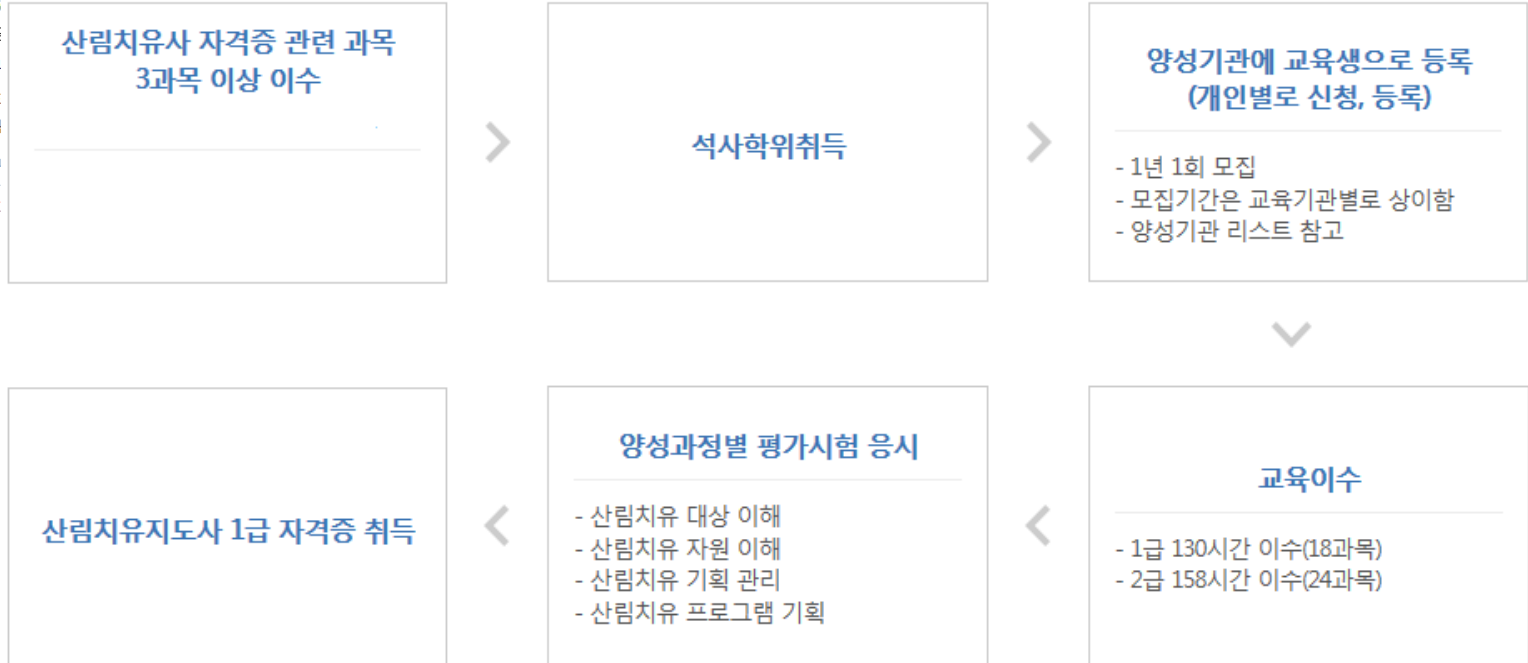 산림치유사 자격증 관련 과목
3과목 이상 이수
석사학위취득
양성기관에 교육생으로 등록
(개인별로 신청, 등록)
- 1년 1회 모집
- 모집기간은 교육기관별로 상이함
- 양성기관 리스트 참고
교육이수
- 1급 130시간 이수(18과목)
- 2급 158시간 이수(24과목)
양성과정별 평가시험 응시
- 산림치유 대상 이해
- 산림치유 자원 이해
- 산림치유 기획 관리
- 산림치유 프로그램 기획
산림치유지도사 1급 자격증 취득